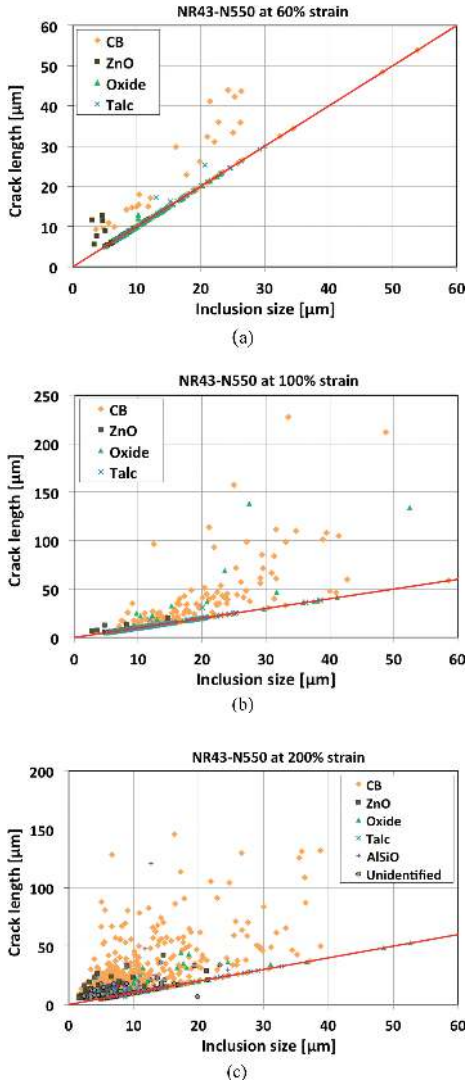 NR43-N550 at 60% strain
60
50
40
30
20
10
0
CB
ZnO
Oxide
Talc
Crack length [µm]
0 10 20 30 40 50 60
Inclusion size [µm]
(a)
NR43-N550 at 100% strain
250
200
150
100
50
0
CB
ZnO
Oxide
Talc
Crack length [µm]
0 10 20 30 40 50 60
Inclusion size [µm]
(b)
NR43-N550 at 200% strain
200
150
100
50
0
CB
ZnO
Oxide
Talc
AlSiO
Unidentified
Crack length [µm]
0 10 20 30 40 50 60
Inclusion size [µm]
(c)